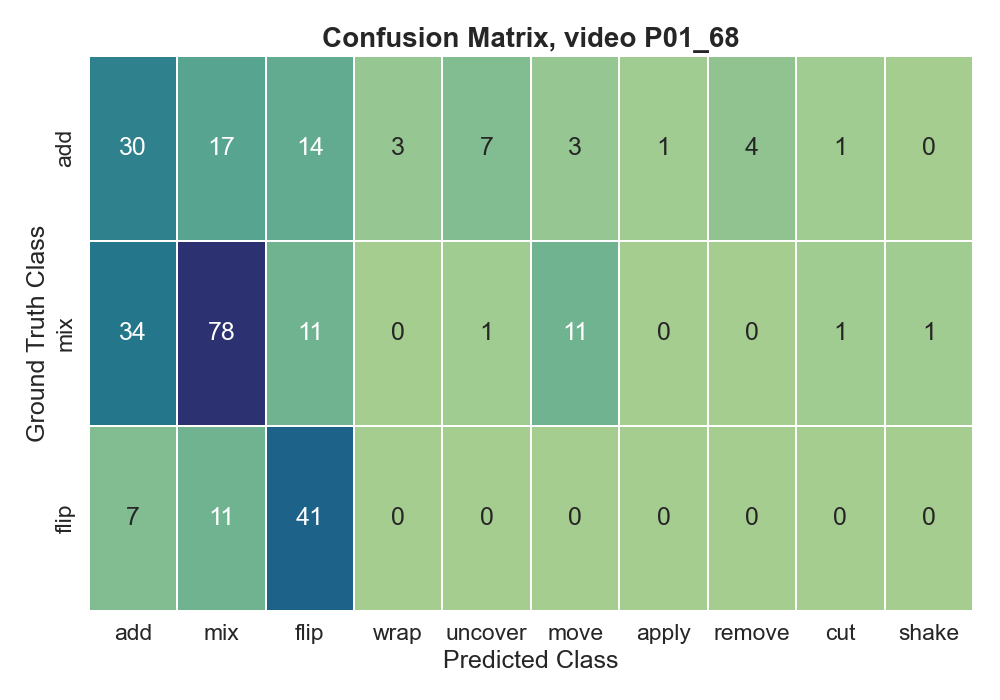 Confusion Matrix, video P01_68
Ground Truth Class
add 30 17 14 3 7 3 1 4 1 0
mix 34 78 11 0 1 11 0 0 1 1
flip 7 11 41 0 0 0 0 0 0 0
add mix flip wrap uncover move apply remove cut shake
Predicted Class